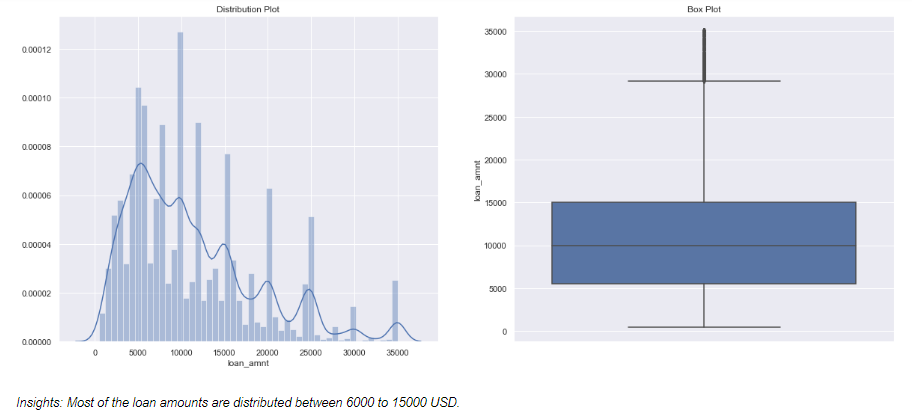 Distribution Plot
0.00012
0.00010
0.00008
0.00006
0.00004
0.00002
0.00000
0 5000 10000 15000 20000 25000 30000 35000
loan_amnt
Box Plot
35000
30000
25000
20000
15000
10000
5000
0
loan_amnt
Insights: Most of the loan amounts are distributed between 6000 to 15000 USD.